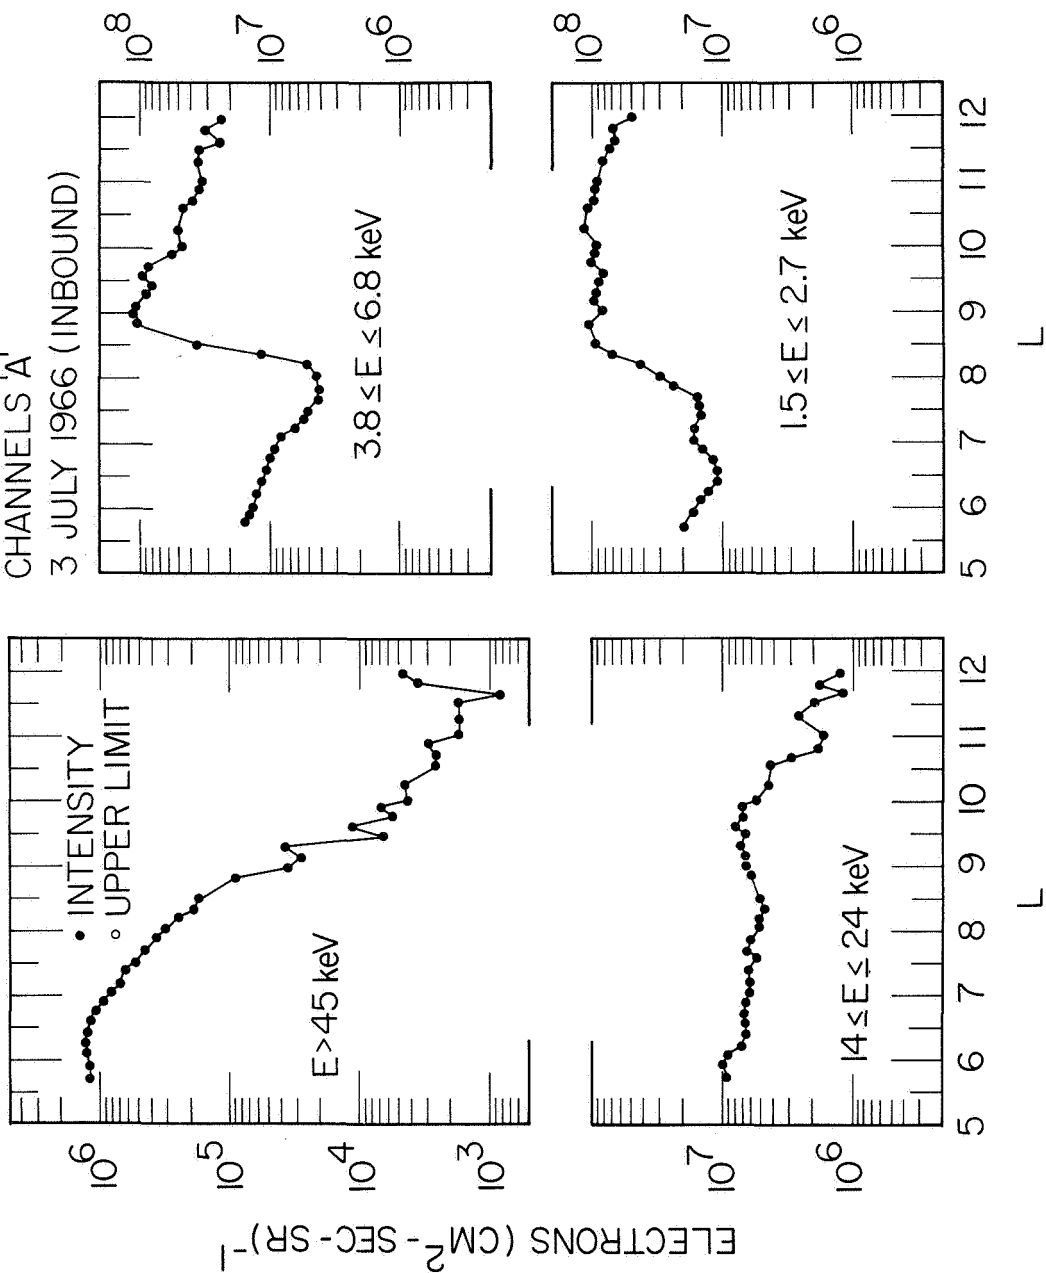 CHANNELS 'A'
3 JULY 1966 (INBOUND)
● INTENSITY
○ UPPER LIMIT
E>45 keV
10⁶
10⁵
10⁴
10³
3.8 ≤ E ≤ 6.8 keV
10⁸
10⁷
10⁶
ELECTRONS (CM²-SEC-SR)⁻¹
14 ≤ E ≤ 24 keV
10⁷
10⁶
5 6 7 8 9 10 11 12
L
1.5 ≤ E ≤ 2.7 keV
10⁸
10⁷
10⁶
5 6 7 8 9 10 11 12
L